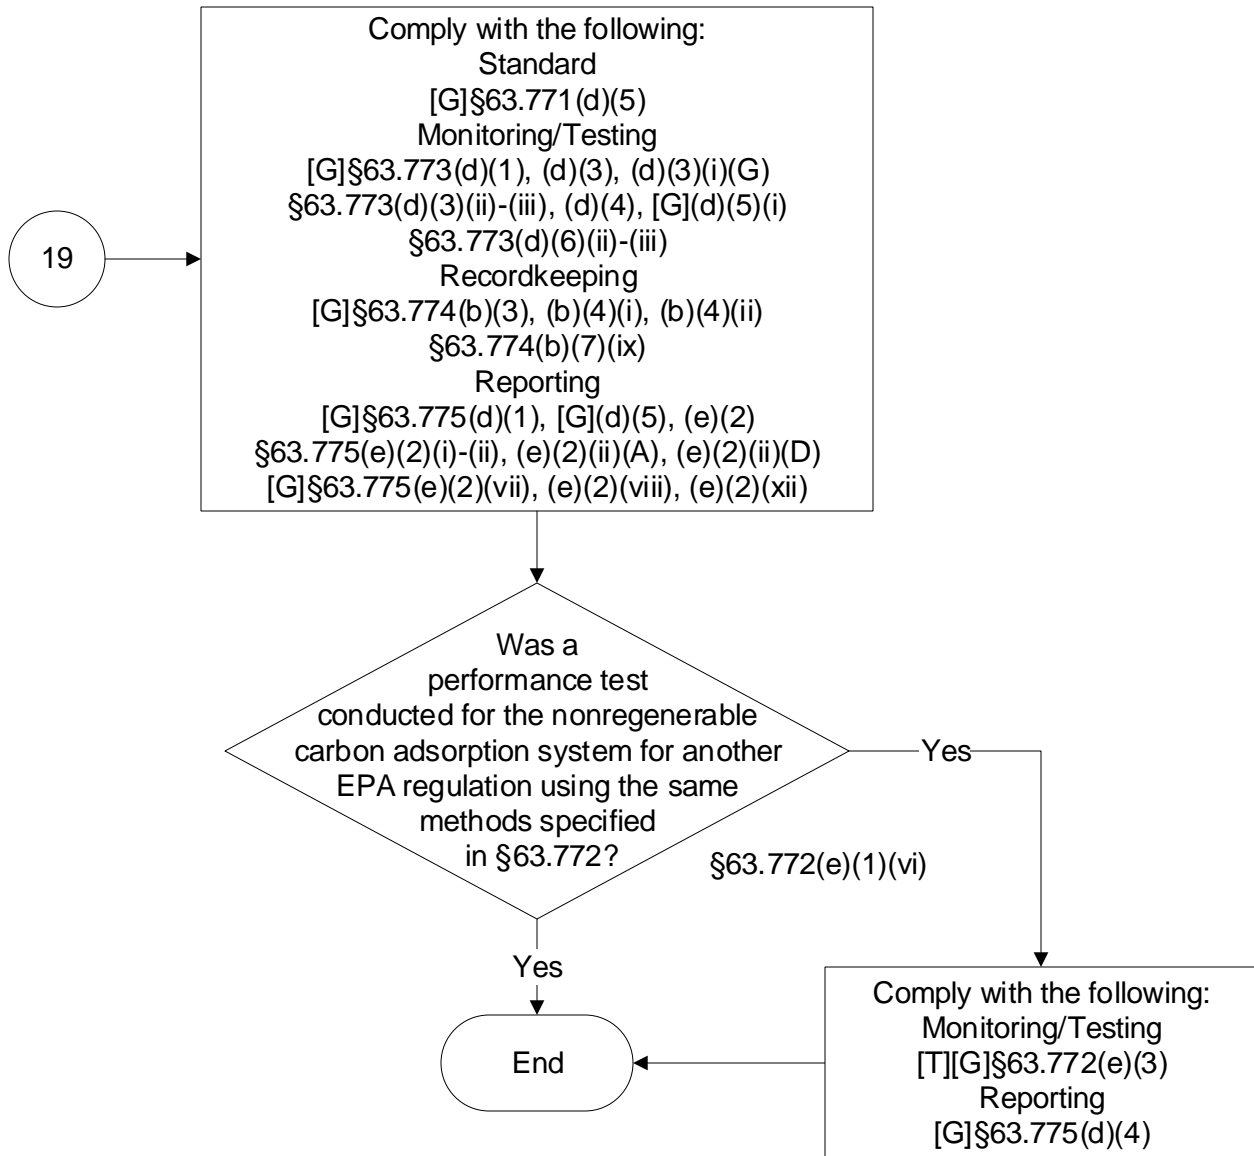 Comply with the following:
Standard
[G]§63.771(d)(5)
Monitoring/Testing
[G]§63.773(d)(1), (d)(3), (d)(3)(i)(G)
§63.773(d)(3)(ii)-(iii), (d)(4), [G](d)(5)(i)
§63.773(d)(6)(ii)-(iii)
Recordkeeping
[G]§63.774(b)(3), (b)(4)(i), (b)(4)(ii)
§63.774(b)(7)(ix)
Reporting
[G]§63.775(d)(1), [G](d)(5), (e)(2)
§63.775(e)(2)(i)-(ii), (e)(2)(ii)(A), (e)(2)(ii)(D)
[G]§63.775(e)(2)(vii), (e)(2)(viii), (e)(2)(xii)
19
Was a
performance test
conducted for the nonregenerable
carbon adsorption system for another
EPA regulation using the same
methods specified
in §63.772?
Yes
§63.772(e)(1)(vi)
Yes
End
Comply with the following:
Monitoring/Testing
[T][G]§63.772(e)(3)
Reporting
[G]§63.775(d)(4)